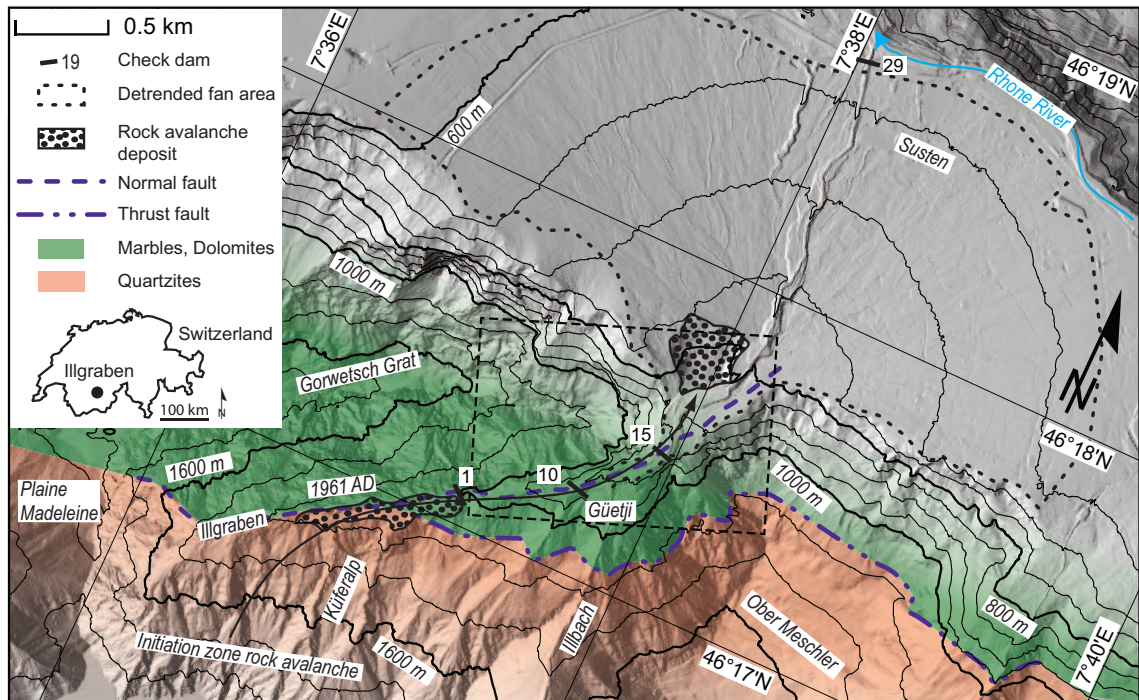 0.5 km
19
Check dam
Detrended fan area
Rock avalanche
deposit
Normal fault
Thrust fault
Marbles, Dolomites
Quartzites
Switzerland
Illgraben
100 km
N
7°36'E
7°38'E
29
46°19'N
Rhone River
600 m
Susten
N
1000 m
Gorwetsch Grat
15
46°18'N
1600 m
1
10
1000 m
1961 AD
Plaine
Madeleine
Illgraben
Güetji
Küferalp
Illbach
Ober Meschler
800 m
Initiation zone rock avalanche
1600 m
46°17'N
7°40'E